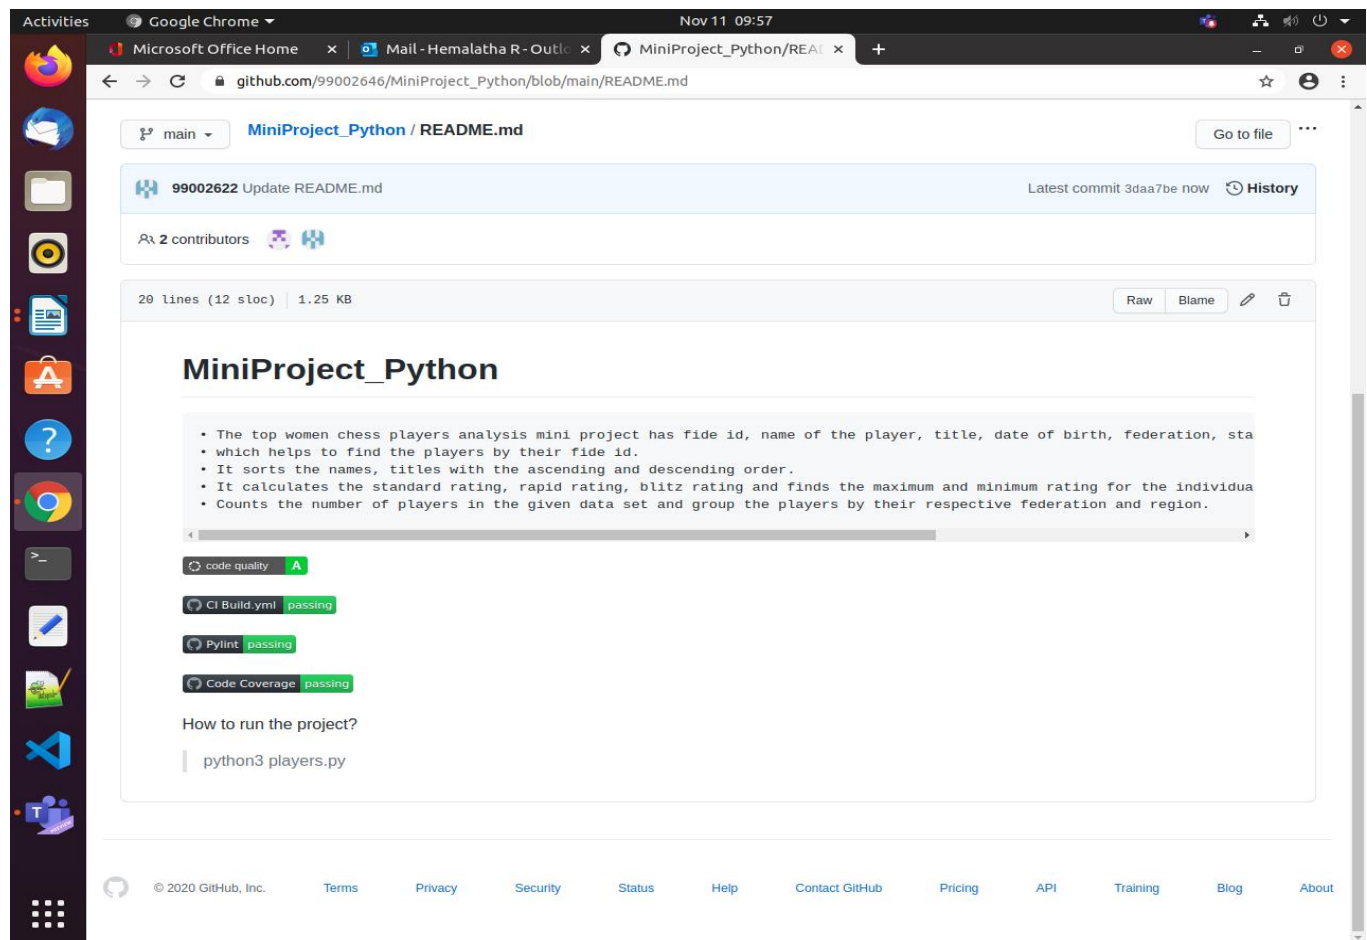 Activities Google Chrome Nov 11 09:57
Microsoft Office Home × Mail - Hemalatha R - Outlo × MiniProject_Python/READ × +
github.com/99002646/MiniProject_Python/blob/main/README.md
main MiniProject_Python / README.md Go to file ...
99002622 Update README.md Latest commit 3daa7be now History
2 contributors
20 lines (12 sloc) 1.25 KB Raw Blame
MiniProject_Python
• The top women chess players analysis mini project has fide id, name of the player, title, date of birth, federation, sta
• which helps to find the players by their fide id.
• It sorts the names, titles with the ascending and descending order.
• It calculates the standard rating, rapid rating, blitz rating and finds the maximum and minimum rating for the individua
• Counts the number of players in the given data set and group the players by their respective federation and region.
code quality A
CI Build.yml passing
Pylint passing
Code Coverage passing
How to run the project?
python3 players.py
© 2020 GitHub, Inc. Terms Privacy Security Status Help Contact GitHub Pricing API Training Blog About